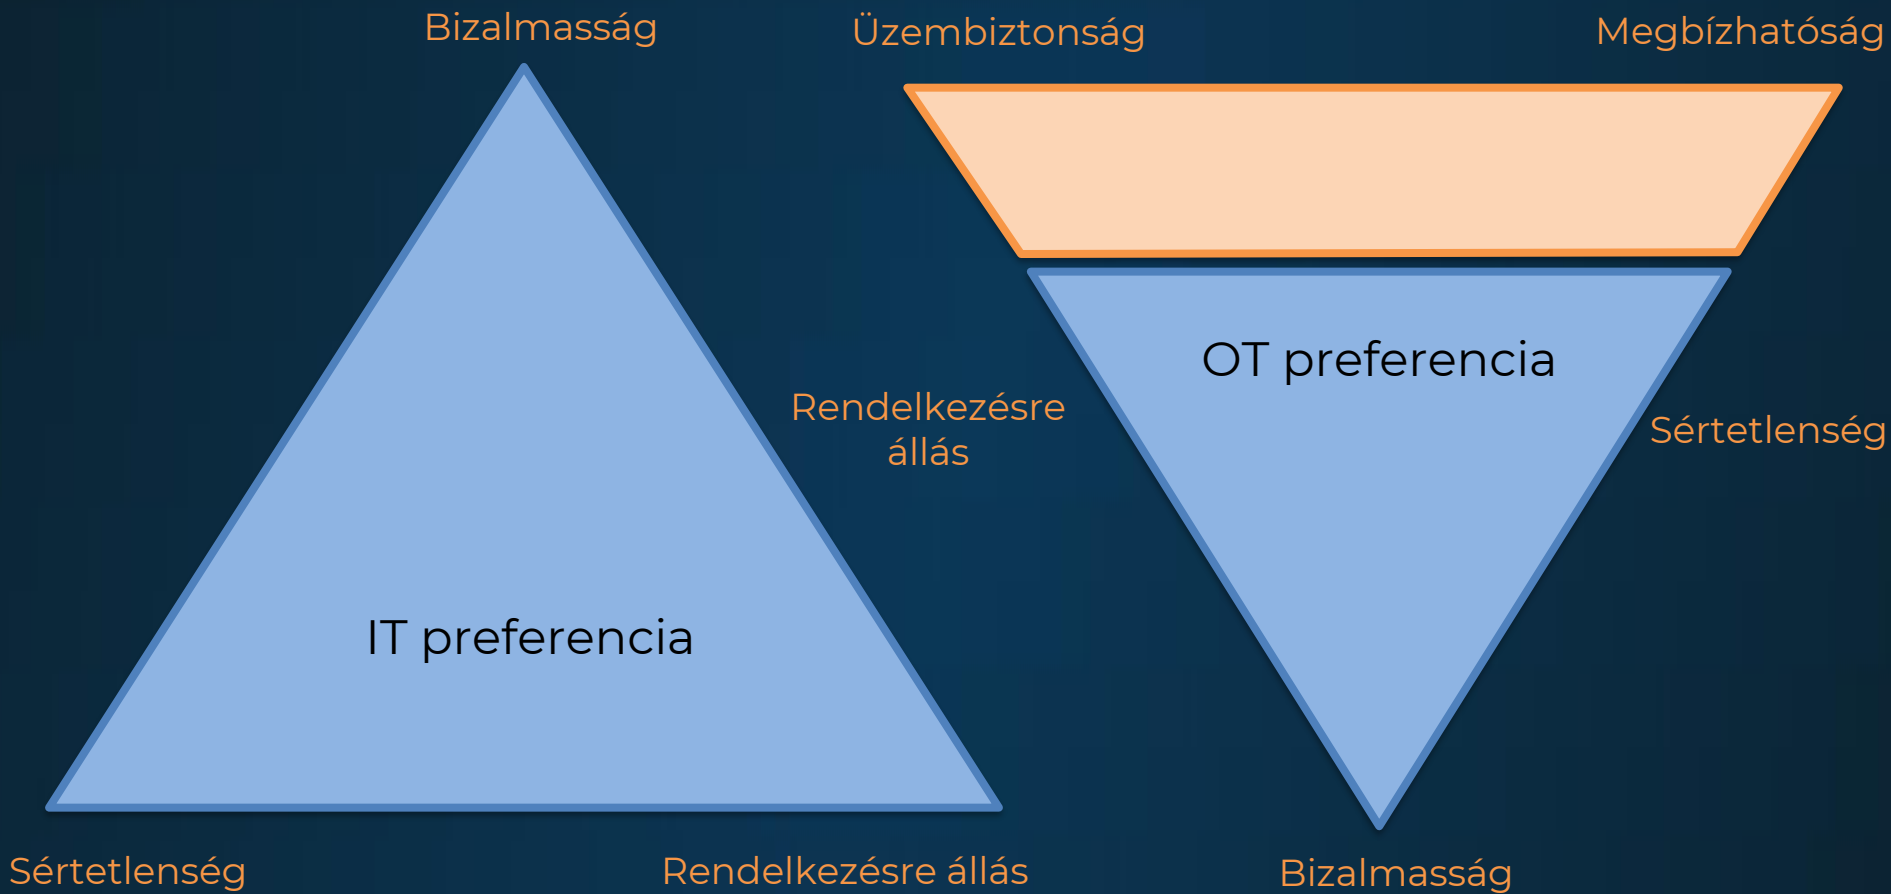 Bizalmasság
Üzembiztonság
Megbízhatóság
OT preferencia
Rendelkezésre
állás
Sértetlenség
IT preferencia
Sértetlenség
Rendelkezésre állás
Bizalmasság